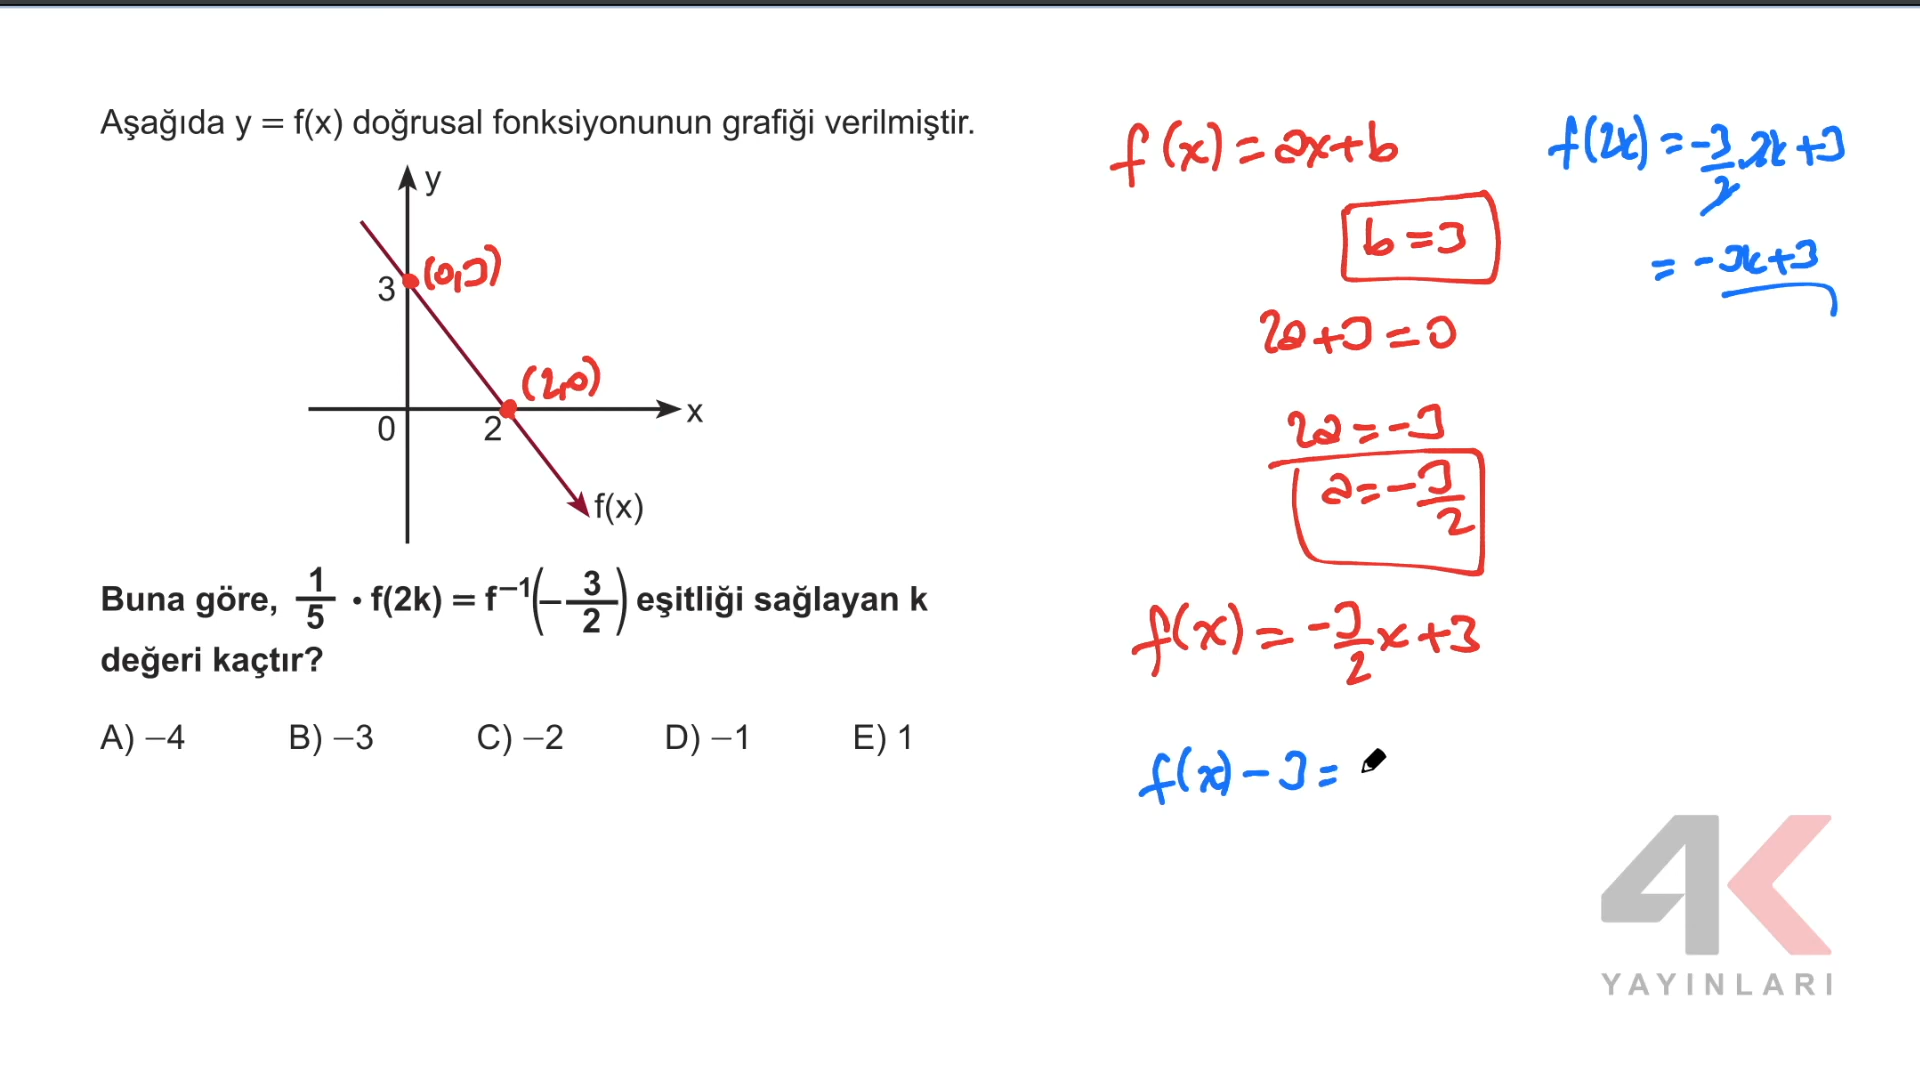 Aşağıda y = f(x) doğrusal fonksiyonunun grafiği verilmiştir.
y
3
(0,3)
(2,0)
0
2
x
f(x)
Buna göre, 1/5 · f(2k) = f⁻¹(−3/2) eşitliği sağlayan k
değeri kaçtır?
A) −4 B) −3 C) −2 D) −1 E) 1
f(x) = ax+b
b = 3
2a+3 = 0
2a = -3
a = -3/2
f(x) = -3/2 x + 3
f(x) - 3 =
f(2k) = -3/2 . 2k + 3
= -3k+3
4K
YAYINLARI